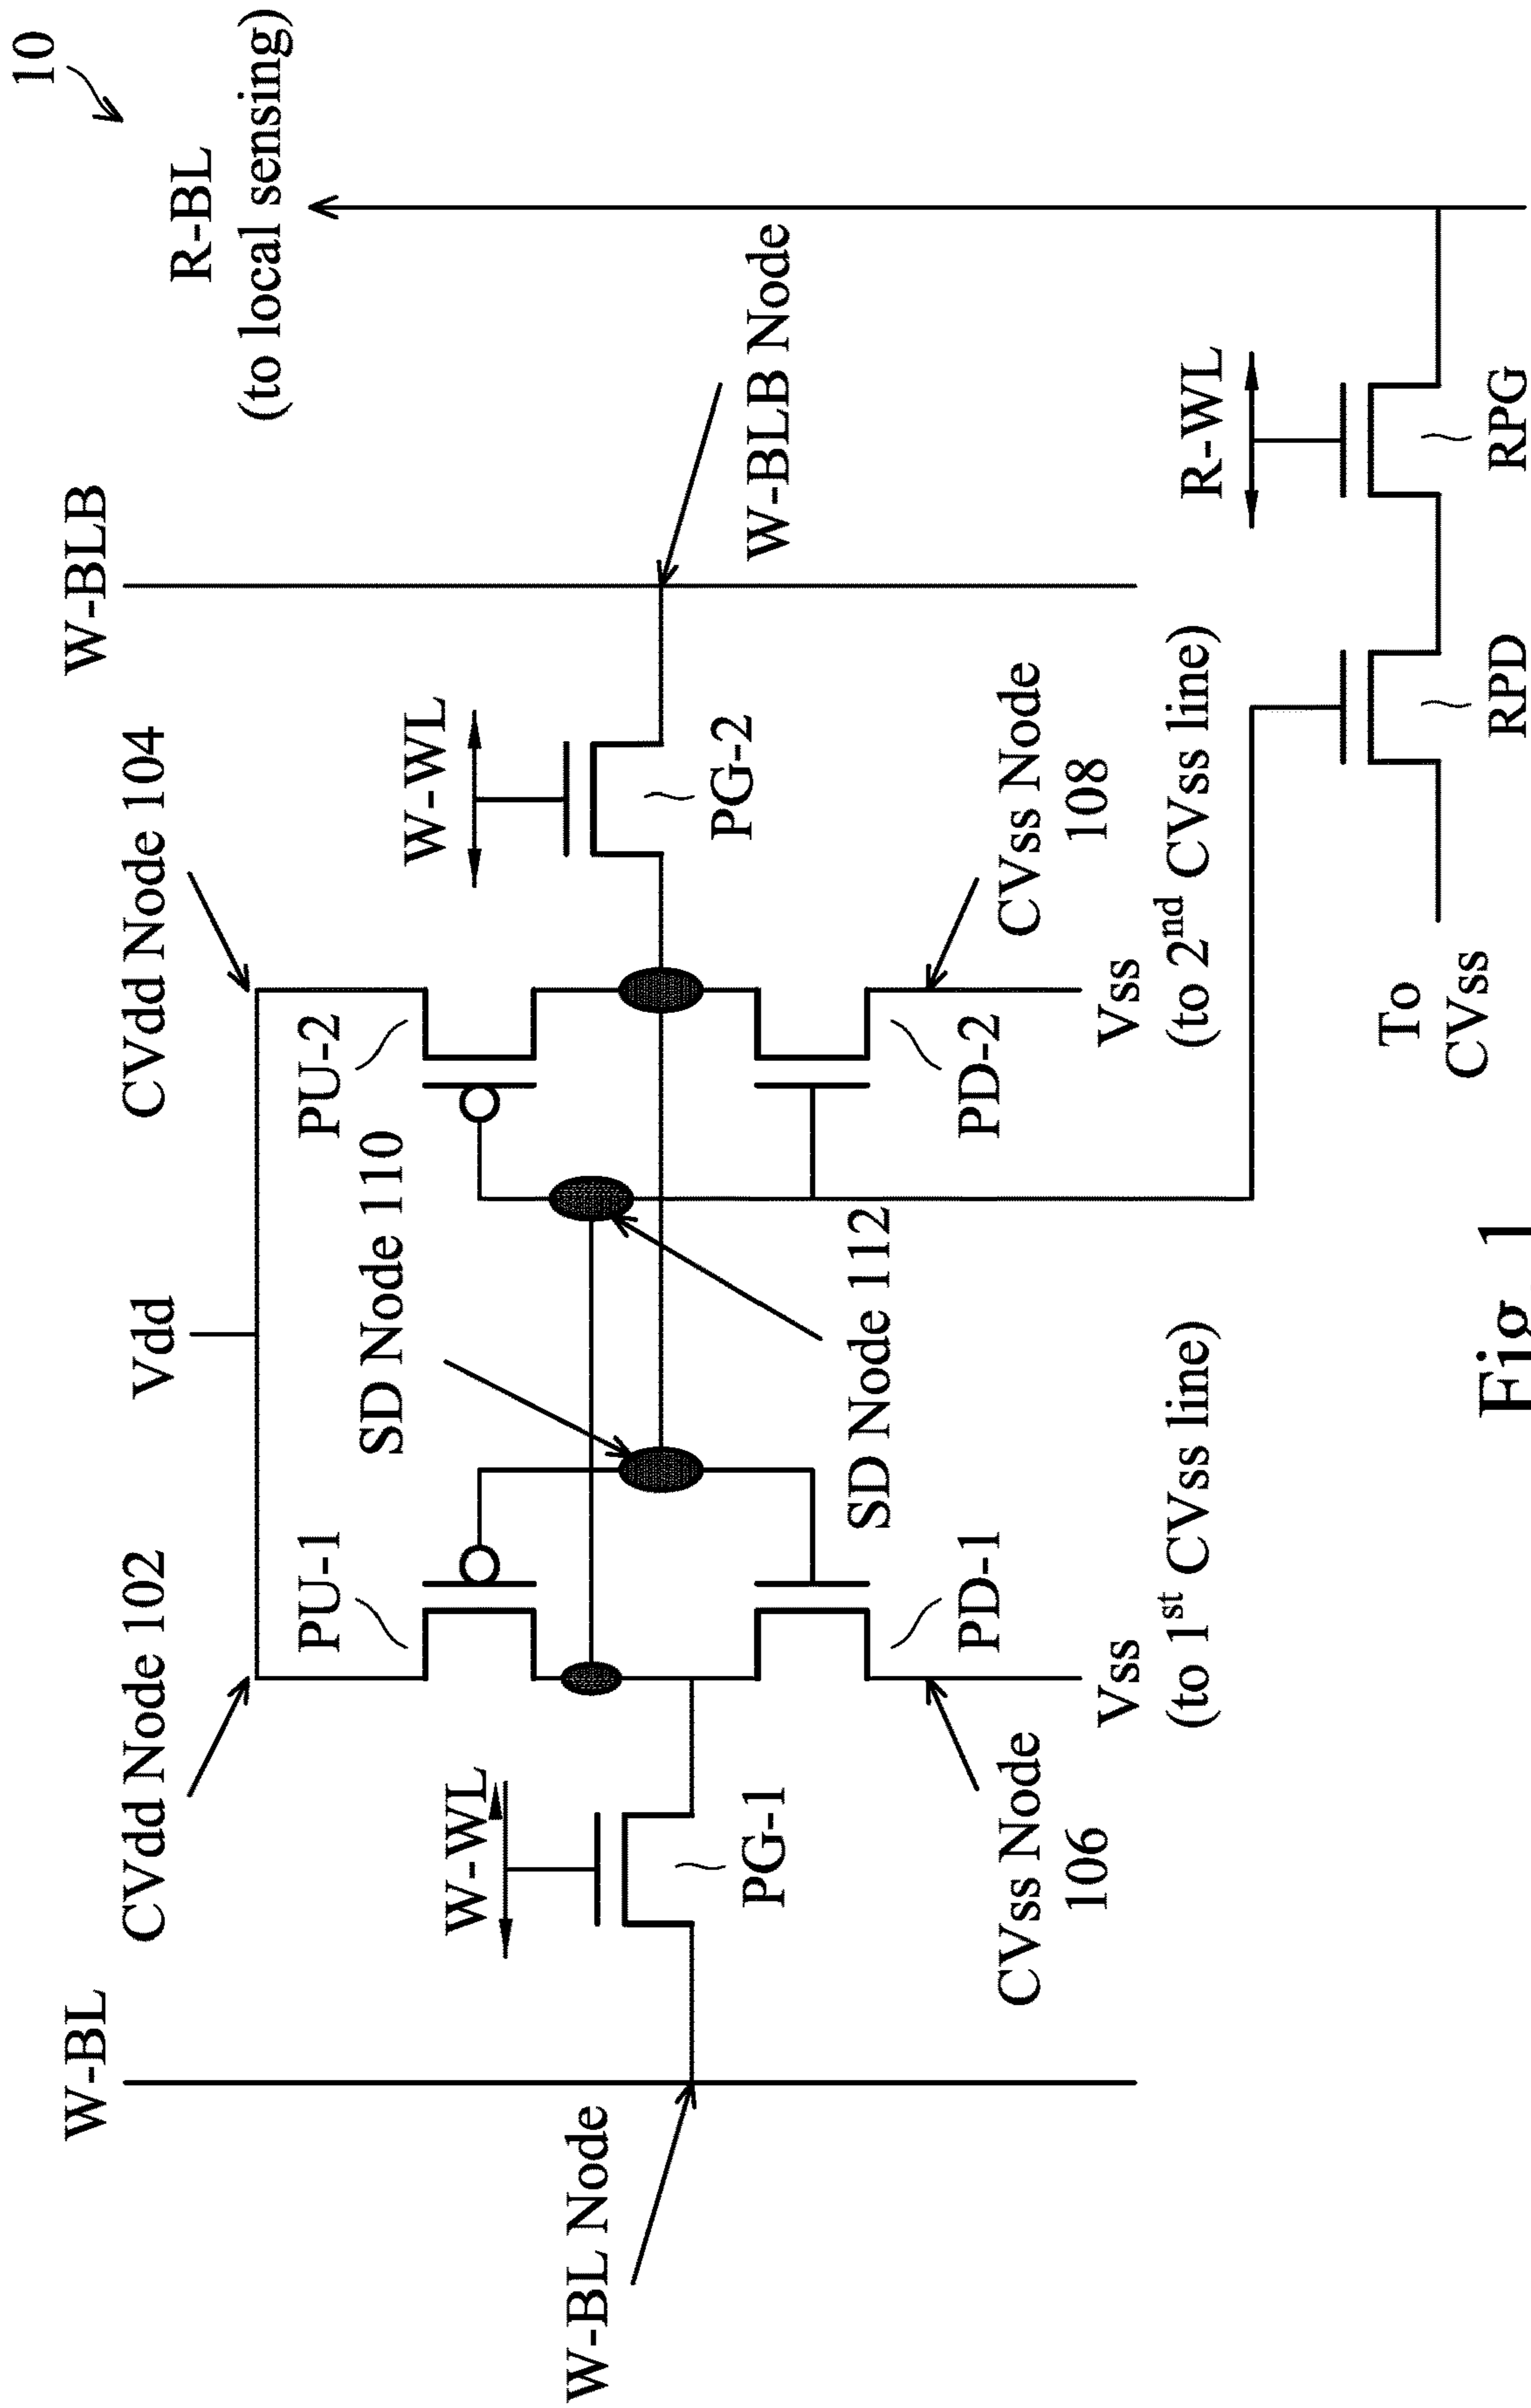 10
R-BL
(to local sensing)
W-BL
W-BLB
Vdd
CVdd Node 102
CVdd Node 104
PU-1
SD Node 110
PU-2
W-WL
W-WL
W-BL Node
PG-1
PG-2
W-BLB Node
SD Node 112
PD-1
PD-2
CVss Node
106
CVss Node
108
Vss
(to 1st CVss line)
Vss
(to 2nd CVss line)
R-WL
To
CVss
RPD
RPG
Fig. 1